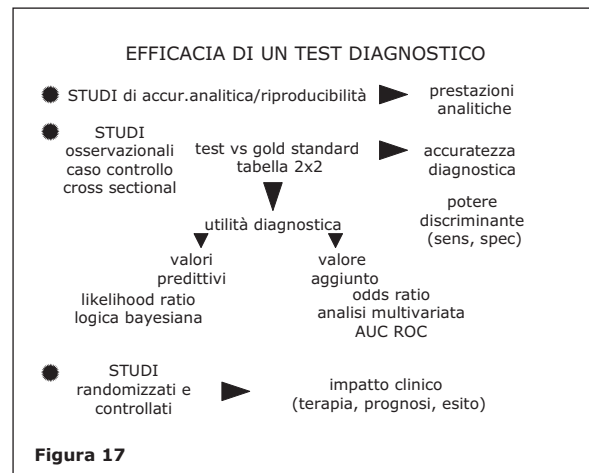 EFFICACIA DI UN TEST DIAGNOSTICO
STUDI di accur.analitica/riproducibilità
prestazioni
analitiche
STUDI
osservazionali
caso controllo
cross sectional
test vs gold standard
tabella 2x2
accuratezza
diagnostica
potere
discriminante
(sens, spec)
utilità diagnostica
valori
predittivi
likelihood ratio
logica bayesiana
valore
aggiunto
odds ratio
analisi multivariata
AUC ROC
STUDI
randomizzati e
controllati
impatto clinico
(terapia, prognosi, esito)
Figura 17